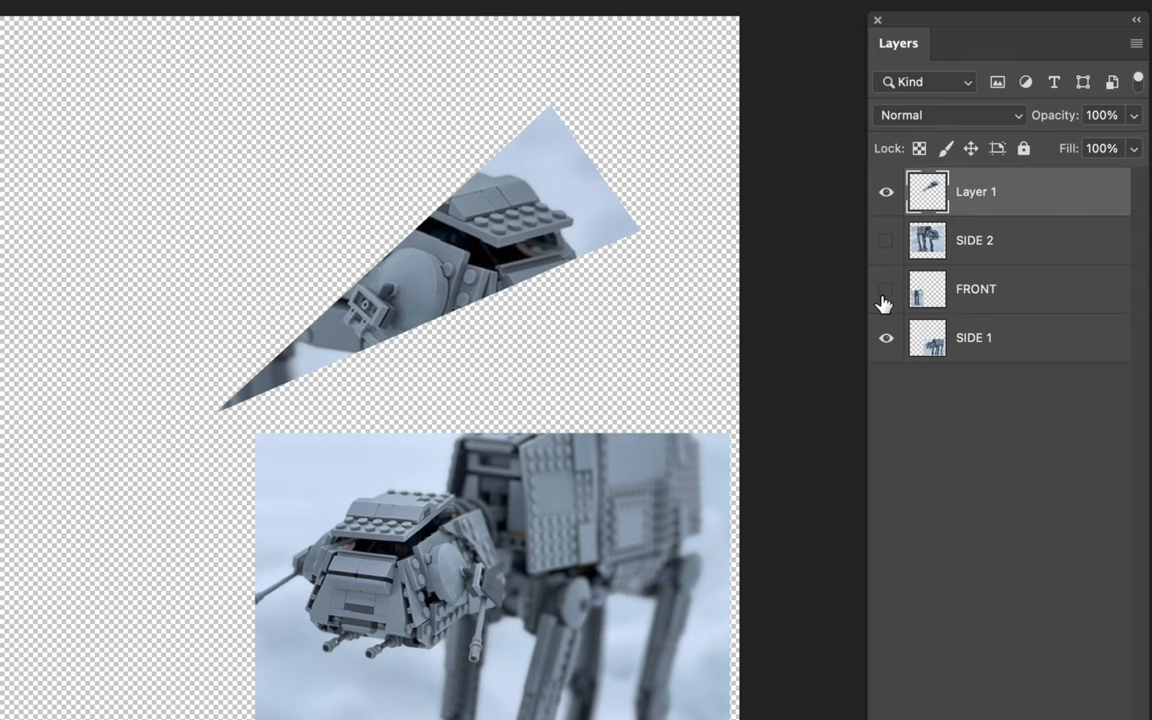 Layers
Kind
Normal Opacity: 100%
Lock: Fill: 100%
Layer 1
SIDE 2
FRONT
SIDE 1